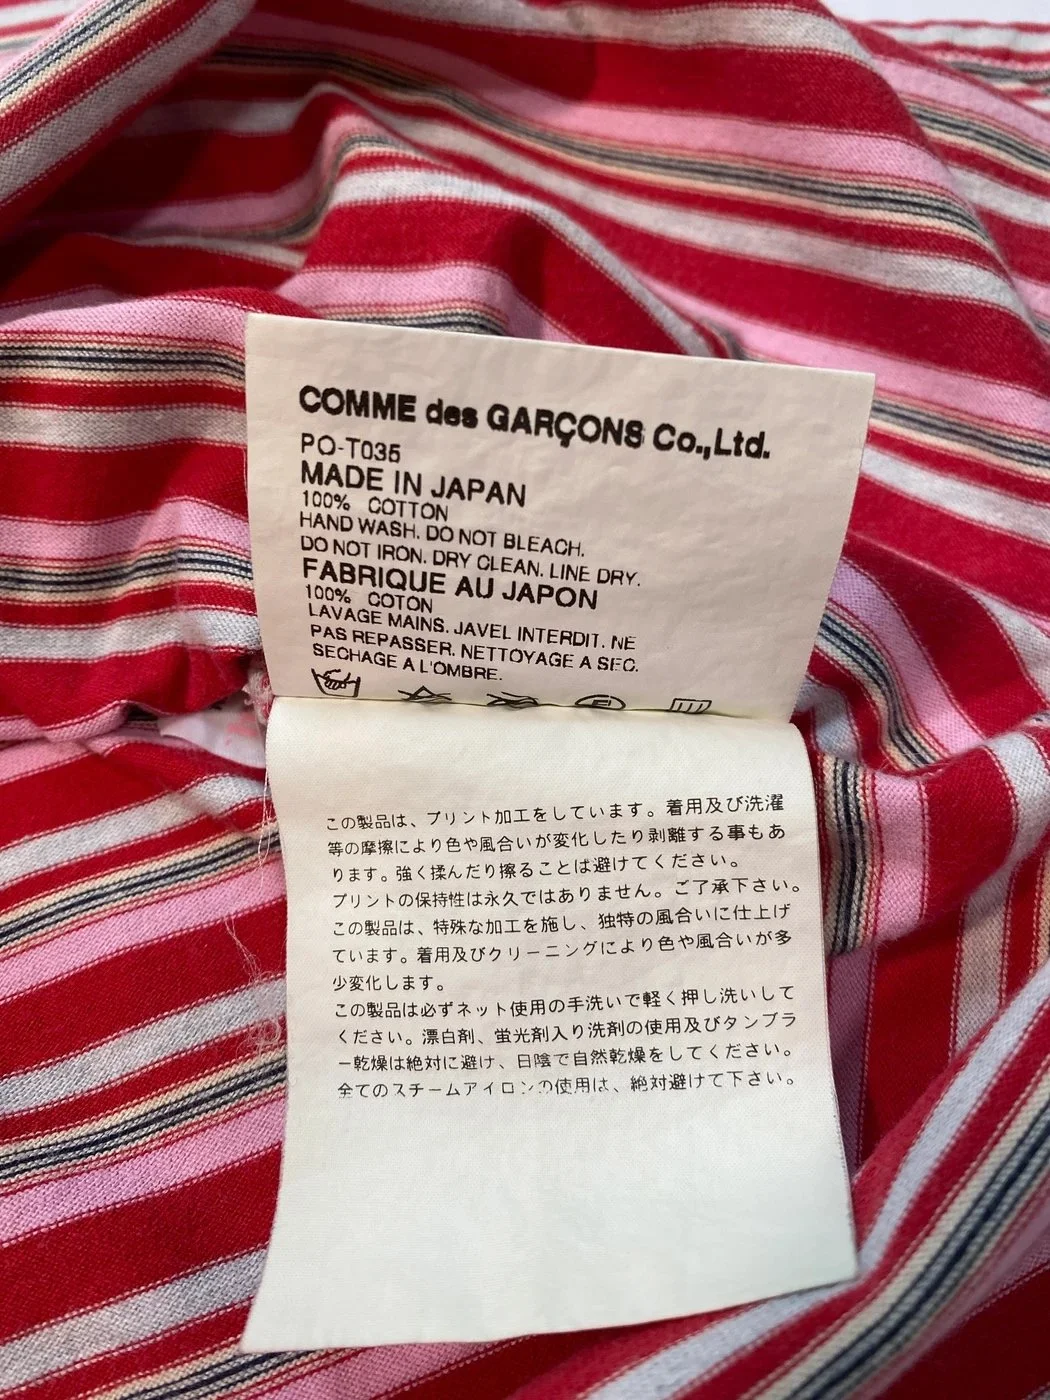 COMME des GARÇONS Co.,Ltd.
PO-T035
MADE IN JAPAN
100% COTTON
HAND WASH. DO NOT BLEACH.
DO NOT IRON. DRY CLEAN. LINE DRY.
FABRIQUE AU JAPON
100% COTON
LAVAGE MAINS. JAVEL INTERDIT. NE
PAS REPASSER. NETTOYAGE A SEC.
SECHAGE A L'OMBRE.
この製品は、プリント加工をしています。着用及び洗濯
等の摩擦により色や風合いが変化したり剥離する事もあ
ります。強く揉んだり擦ることは避けてください。
プリントの保持性は永久ではありません。ご了承下さい。
この製品は、特殊な加工を施し、独特の風合いに仕上げ
ています。着用及びクリーニングにより色や風合いが多
少変化します。
この製品は必ずネット使用の手洗いで軽く押し洗いして
ください。漂白剤、蛍光剤入り洗剤の使用及びタンブラ
ー乾燥は絶対に避け、日陰で自然乾燥をしてください。
全てのスチームアイロンの使用は、絶対避けて下さい。